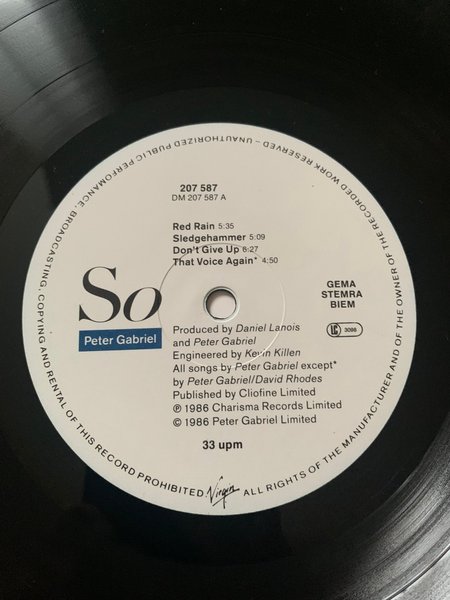 207 587
DM 207 587 A
Red Rain 5:35
Sledgehammer 5:09
Don't Give Up 6:27
That Voice Again* 4:50
So
Peter Gabriel
GEMA
STEMRA
BIEM
LC 3098
Produced by Daniel Lanois
and Peter Gabriel
Engineered by Kevin Killen
All songs by Peter Gabriel except*
by Peter Gabriel/David Rhodes
Published by Cliofine Limited
℗ 1986 Charisma Records Limited
© 1986 Peter Gabriel Limited
33 upm
Virgin
ALL RIGHTS OF THE MANUFACTURER AND OF THE OWNER OF THE RECORDED WORK RESERVED – UNAUTHORIZED PUBLIC PERFOMANCE, BROADCASTING, COPYING AND RENTAL OF THIS RECORD PROHIBITED